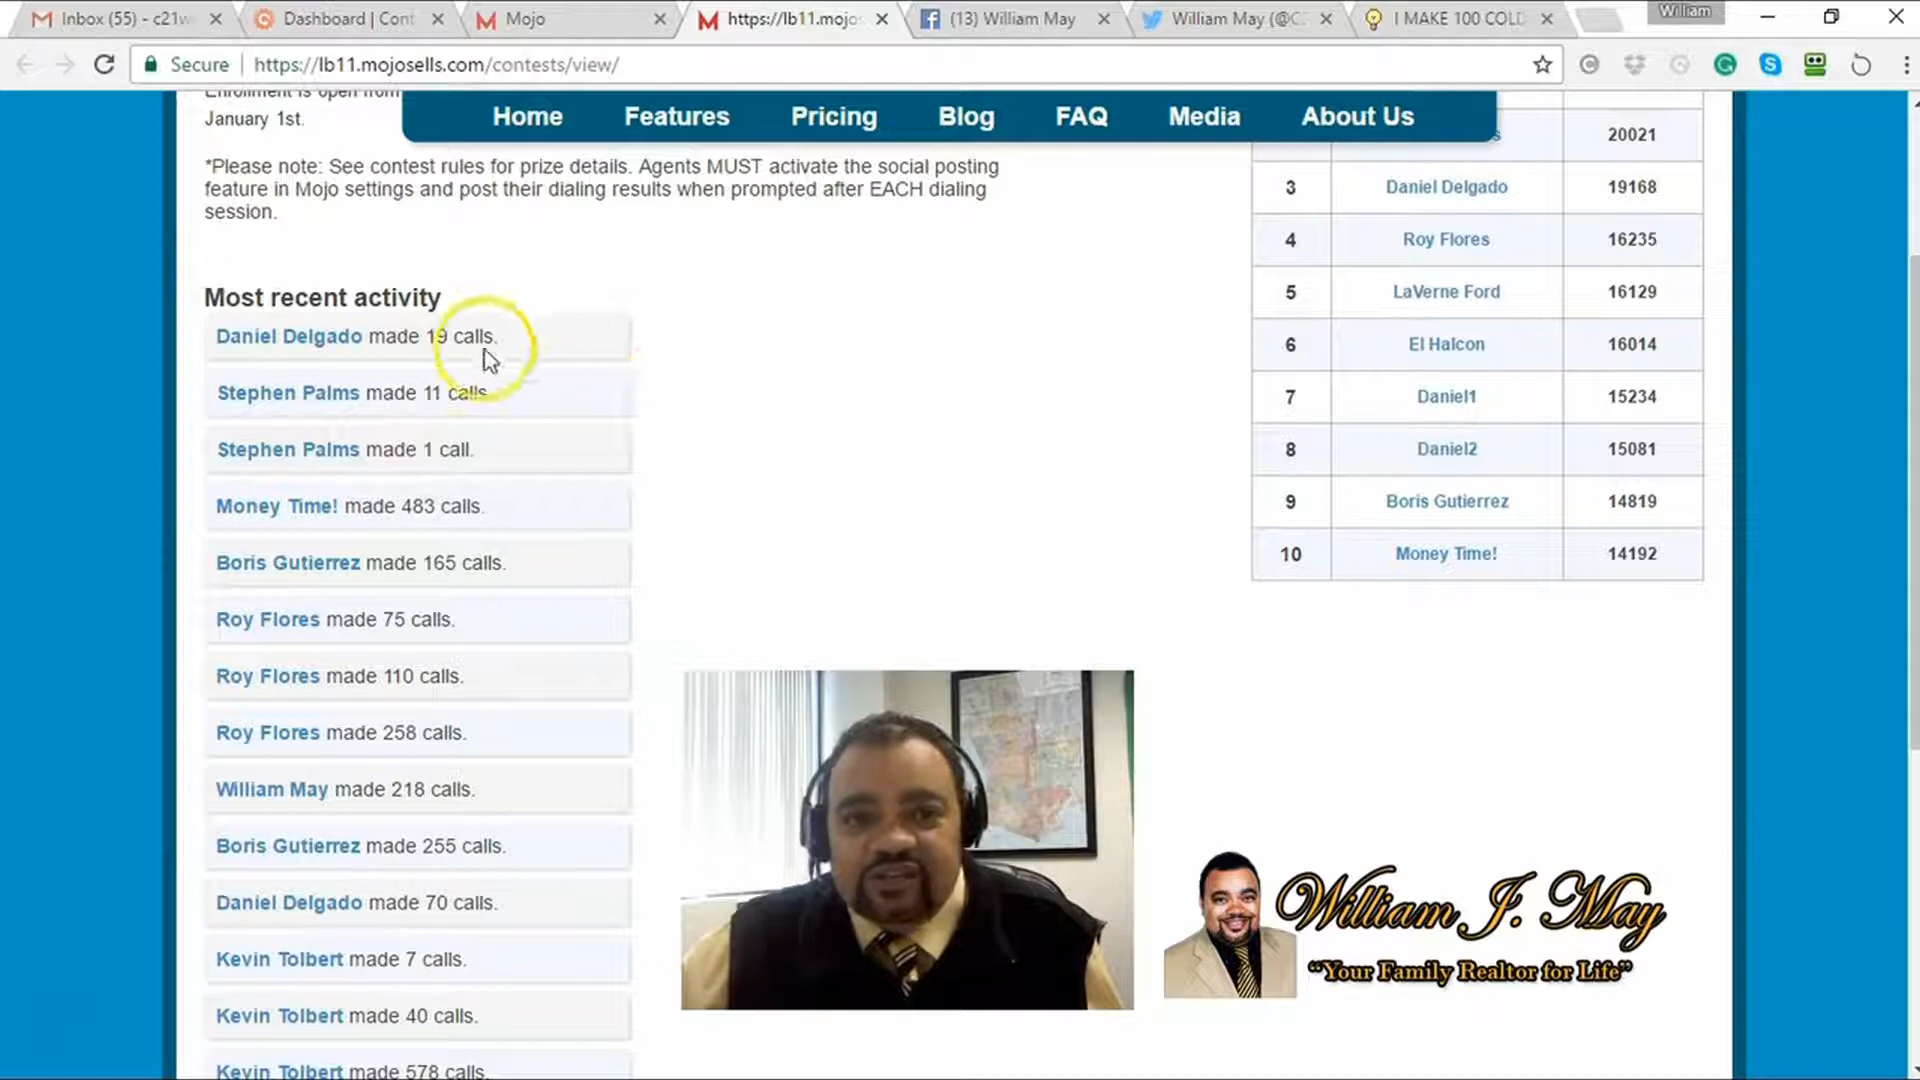 Inbox (55) - c21w
Dashboard | Cont
Mojo
https://lb11.mojo
(13) William May
William May (@C
I MAKE 100 COLD
William
Secure
https://lb11.mojosells.com/contests/view/
Home
Features
Pricing
Blog
FAQ
Media
About Us
Enrollment is open from
January 1st.
*Please note: See contest rules for prize details. Agents MUST activate the social posting
feature in Mojo settings and post their dialing results when prompted after EACH dialing
session.
Most recent activity
Daniel Delgado made 19 calls.
Stephen Palms made 11 calls.
Stephen Palms made 1 call.
Money Time! made 483 calls.
Boris Gutierrez made 165 calls.
Roy Flores made 75 calls.
Roy Flores made 110 calls.
Roy Flores made 258 calls.
William May made 218 calls.
Boris Gutierrez made 255 calls.
Daniel Delgado made 70 calls.
Kevin Tolbert made 7 calls.
Kevin Tolbert made 40 calls.
Kevin Tolbert made 578 calls.
20021
3 Daniel Delgado 19168
4 Roy Flores 16235
5 LaVerne Ford 16129
6 El Halcon 16014
7 Daniel1 15234
8 Daniel2 15081
9 Boris Gutierrez 14819
10 Money Time! 14192
William J. May
"Your Family Realtor for Life"